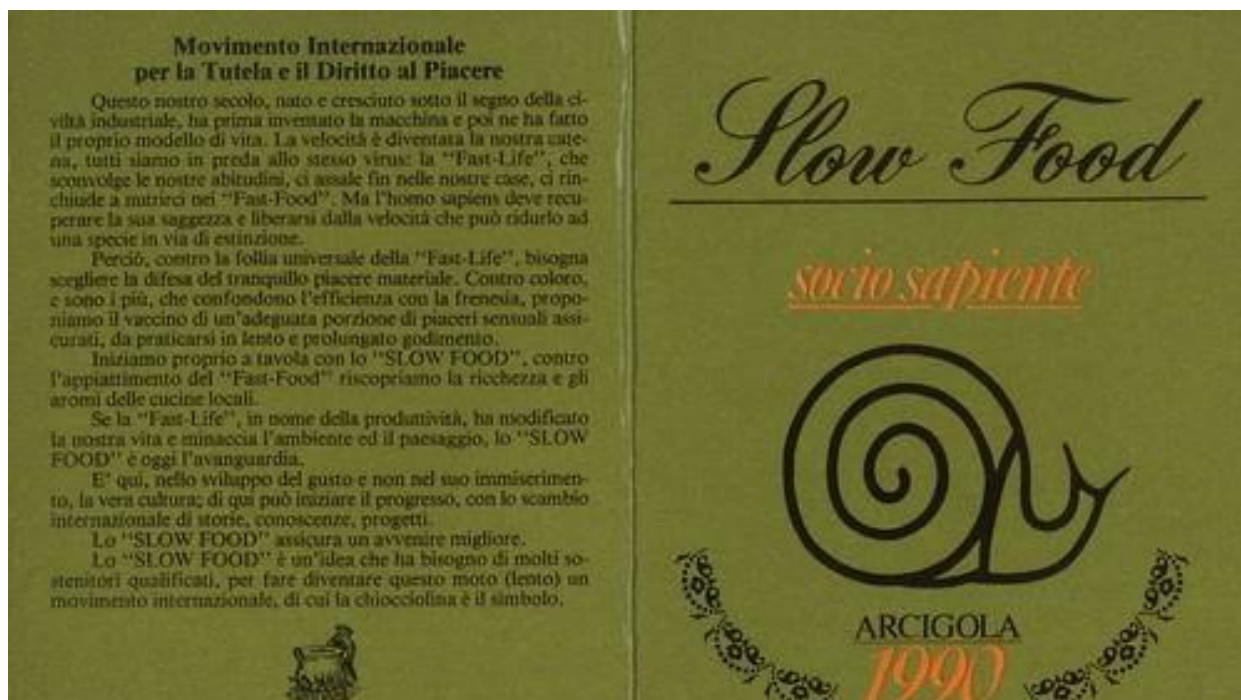 Movimento Internazionale
per la Tutela e il Diritto al Piacere
Questo nostro secolo, nato e cresciuto sotto il segno della ci-
viltà industriale, ha prima inventato la macchina e poi ne ha fatto
il proprio modello di vita. La velocità è diventata la nostra cate-
na, tutti siamo in preda allo stesso virus: la "Fast-Life", che
sconvolge le nostre abitudini, ci assale fin nelle nostre case, ci rin-
chiude a nutrirci nei "Fast-Food". Ma l'homo sapiens deve recu-
perare la sua saggezza e liberarsi dalla velocità che può ridurlo ad
una specie in via di estinzione.
Perciò, contro la follia universale della "Fast-Life", bisogna
scegliere la difesa del tranquillo piacere materiale. Contro coloro,
e sono i più, che confondono l'efficienza con la frenesia, propo-
niamo il vaccino di un'adeguata porzione di piaceri sensuali assi-
curati, da praticarsi in lento e prolungato godimento.
Iniziamo proprio a tavola con lo "SLOW FOOD", contro
l'appiattimento del "Fast-Food" riscopriamo la ricchezza e gli
aromi delle cucine locali.
Se la "Fast-Life", in nome della produttività, ha modificato
la nostra vita e minaccia l'ambiente ed il paesaggio, lo "SLOW
FOOD" è oggi l'avanguardia.
E' qui, nello sviluppo del gusto e non nel suo immiserimen-
to, la vera cultura; di qui può iniziare il progresso, con lo scambio
internazionale di storie, conoscenze, progetti.
Lo "SLOW FOOD" assicura un avvenire migliore.
Lo "SLOW FOOD" è un'idea che ha bisogno di molti so-
stenitori qualificati, per fare diventare questo moto (lento) un
movimento internazionale, di cui la chiocciolina è il simbolo.
Slow Food
socio sapiente
ARCIGOLA
1990